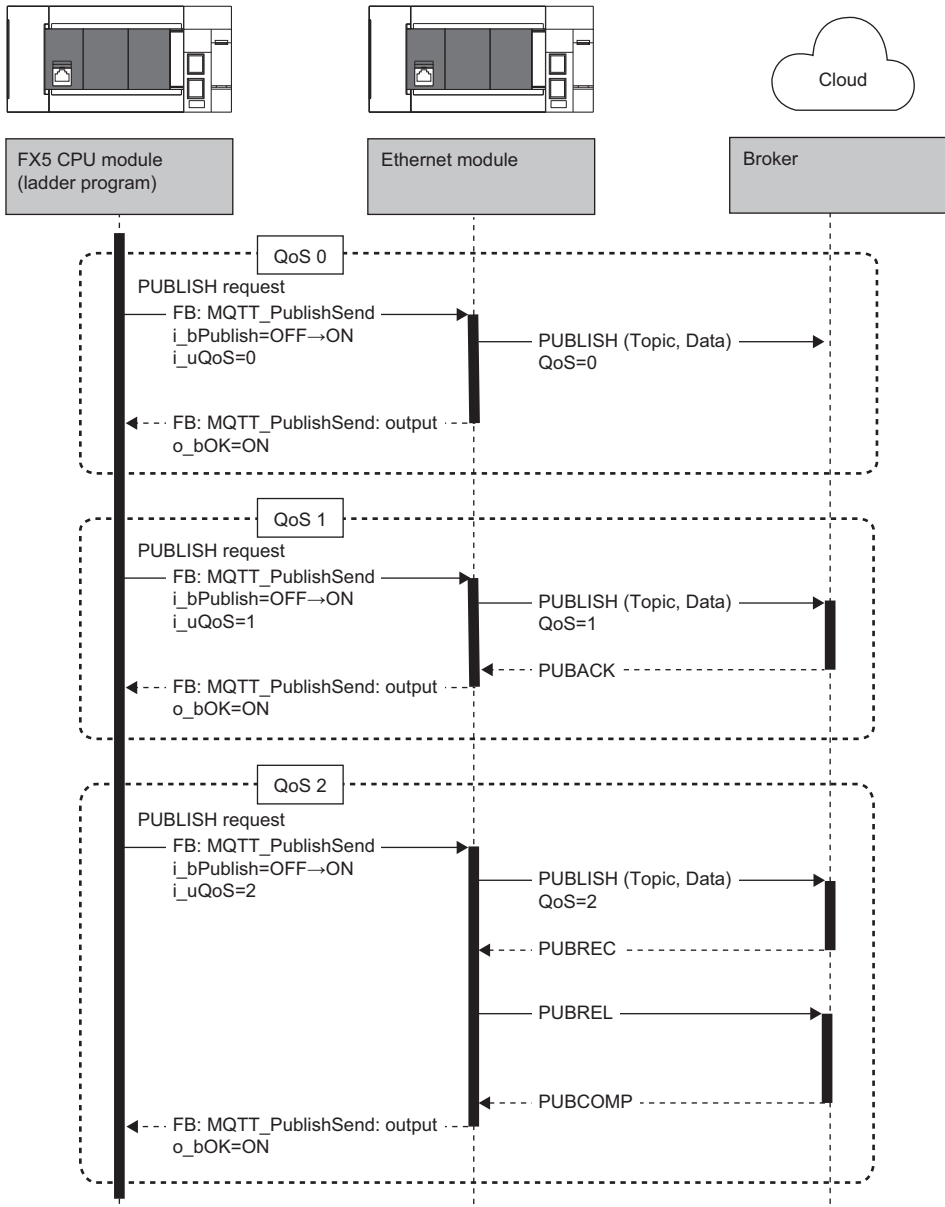 Cloud
FX5 CPU module
(ladder program)
Ethernet module
Broker
QoS 0
PUBLISH request
FB: MQTT_PublishSend
i_bPublish=OFF→ON
i_uQoS=0
PUBLISH (Topic, Data)
QoS=0
FB: MQTT_PublishSend: output
o_bOK=ON
QoS 1
PUBLISH request
FB: MQTT_PublishSend
i_bPublish=OFF→ON
i_uQoS=1
PUBLISH (Topic, Data)
QoS=1
PUBACK
FB: MQTT_PublishSend: output
o_bOK=ON
QoS 2
PUBLISH request
FB: MQTT_PublishSend
i_bPublish=OFF→ON
i_uQoS=2
PUBLISH (Topic, Data)
QoS=2
PUBREC
PUBREL
PUBCOMP
FB: MQTT_PublishSend: output
o_bOK=ON